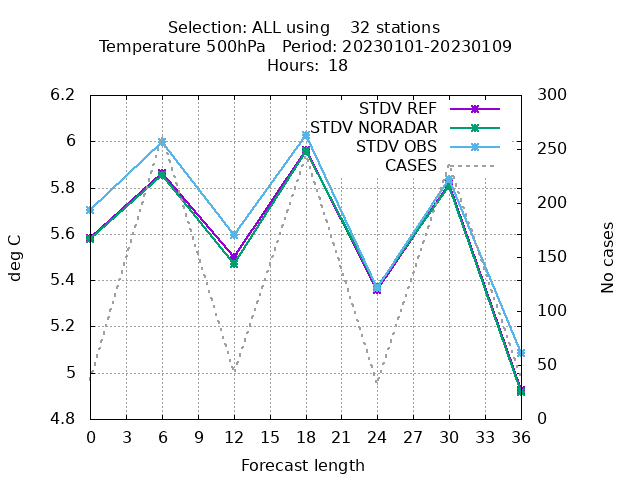 Selection: ALL using    32 stations
Temperature 500hPa   Period: 20230101-20230109
Hours:  18
6.2
6
5.8
5.6
5.4
5.2
5
4.8
deg C
STDV REF
STDV NORADAR
STDV OBS
CASES
300
250
200
150
100
50
0
No cases
0 3 6 9 12 15 18 21 24 27 30 33 36
Forecast length